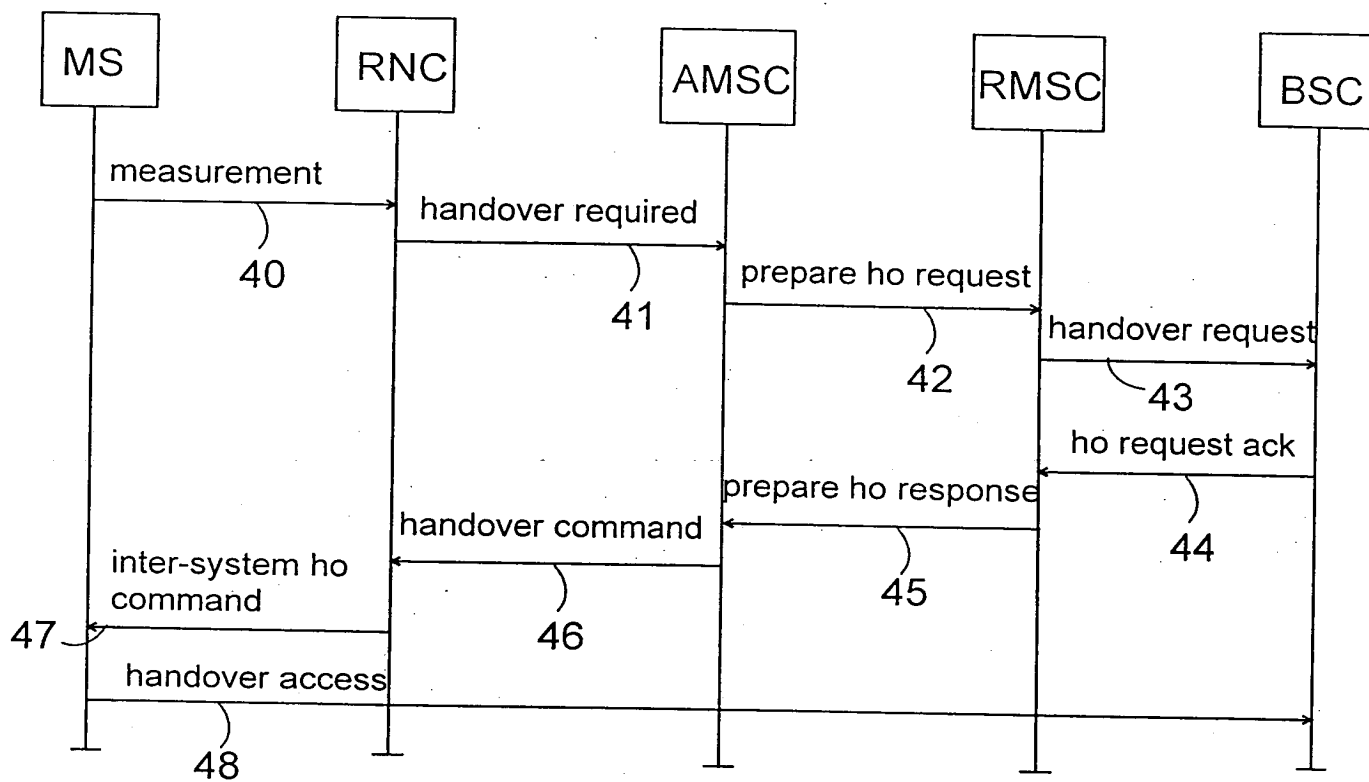 MS
RNC
AMSC
RMSC
BSC
measurement
40
handover required
41
prepare ho request
42
handover request
43
ho request ack
44
prepare ho response
45
handover command
46
inter-system ho
command
47
handover access
48